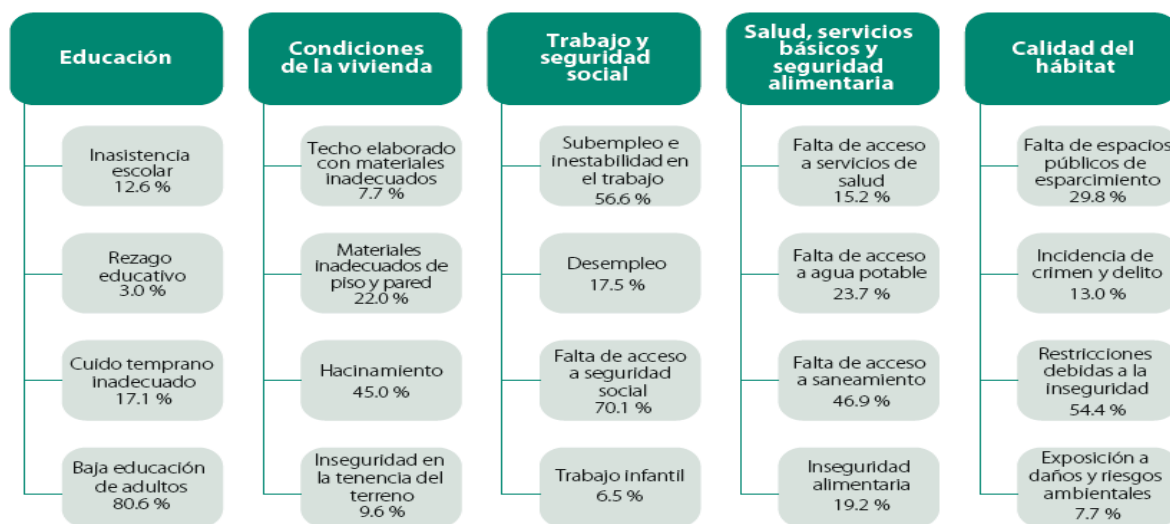 Educación
Inasistencia
escolar
12.6 %
Rezago
educativo
3.0 %
Cuido temprano
inadecuado
17.1 %
Baja educación
de adultos
80.6 %
Condiciones
de la vivienda
Techo elaborado
con materiales
inadecuados
7.7 %
Materiales
inadecuados de
piso y pared
22.0 %
Hacinamiento
45.0 %
Inseguridad en
la tenencia del
terreno
9.6 %
Trabajo y
seguridad
social
Subempleo e
inestabilidad en
el trabajo
56.6 %
Desempleo
17.5 %
Falta de acceso
a seguridad
social
70.1 %
Trabajo infantil
6.5 %
Salud, servicios
básicos y
seguridad
alimentaria
Falta de acceso
a servicios de
salud
15.2 %
Falta de acceso
a agua potable
23.7 %
Falta de acceso
a saneamiento
46.9 %
Inseguridad
alimentaria
19.2 %
Calidad del
hábitat
Falta de espacios
públicos de
esparcimiento
29.8 %
Incidencia de
crimen y delito
13.0 %
Restricciones
debidas a la
inseguridad
54.4 %
Exposición a
daños y riesgos
ambientales
7.7 %